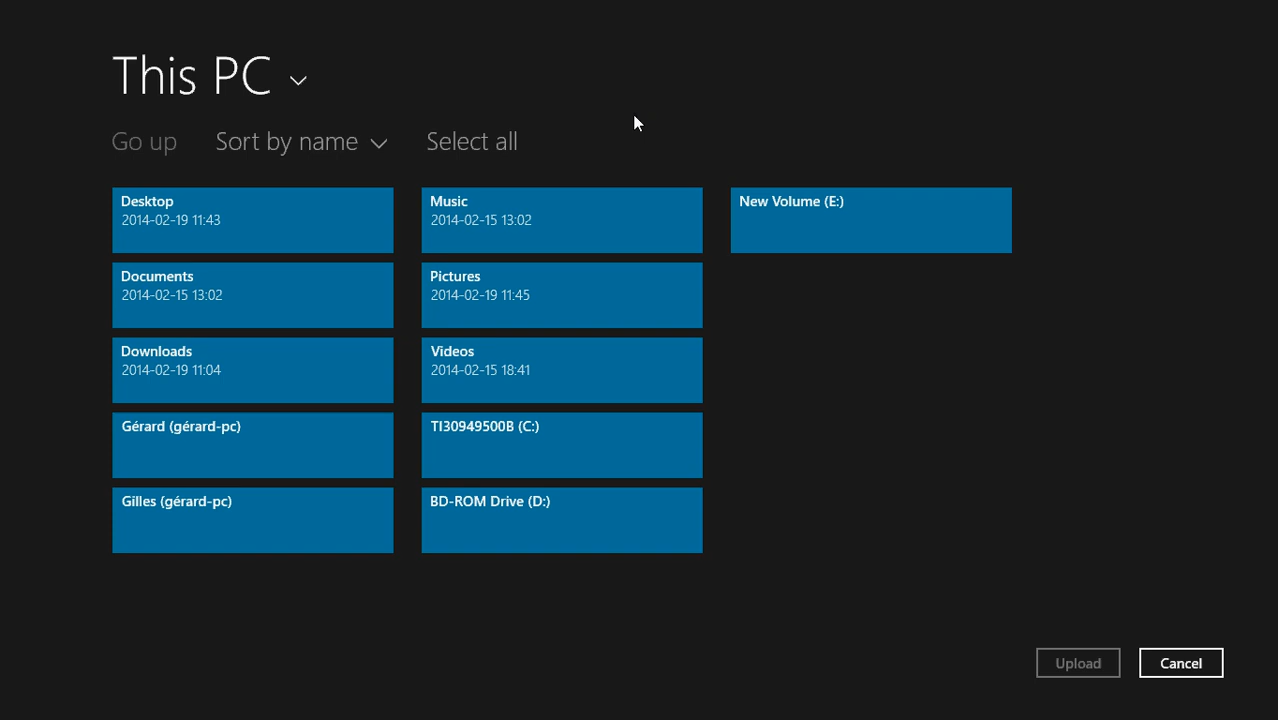 This PC
Go up Sort by name Select all
Desktop
2014-02-19 11:43
Documents
2014-02-15 13:02
Downloads
2014-02-19 11:04
Gérard (gérard-pc)
Gilles (gérard-pc)
Music
2014-02-15 13:02
Pictures
2014-02-19 11:45
Videos
2014-02-15 18:41
TI30949500B (C:)
BD-ROM Drive (D:)
New Volume (E:)
Upload Cancel